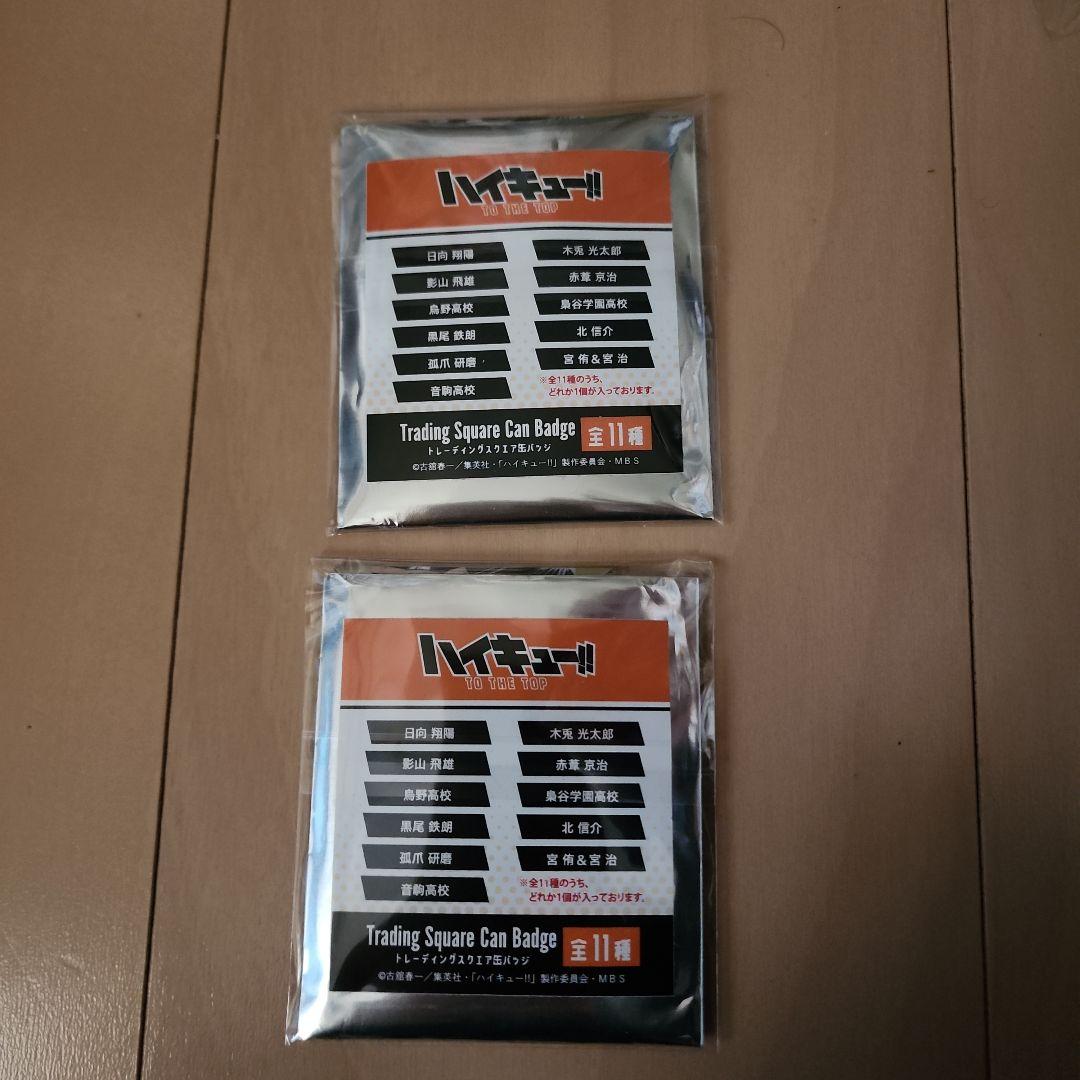 ハイキュー!!
TO THE TOP
日向 翔陽
影山 飛雄
烏野高校
黒尾 鉄朗
孤爪 研磨
音駒高校
木兎 光太郎
赤葦 京治
梟谷学園高校
北 信介
宮 侑&宮 治
※全11種のうち、
どれか1個が入っております。
Trading Square Can Badge
トレーディングスクエア缶バッジ
全11種
©古舘春一/集英社・「ハイキュー!!」製作委員会・MBS
ハイキュー!!
TO THE TOP
日向 翔陽
影山 飛雄
烏野高校
黒尾 鉄朗
孤爪 研磨
音駒高校
木兎 光太郎
赤葦 京治
梟谷学園高校
北 信介
宮 侑&宮 治
※全11種のうち、
どれか1個が入っております。
Trading Square Can Badge
トレーディングスクエア缶バッジ
全11種
©古舘春一/集英社・「ハイキュー!!」製作委員会・MBS